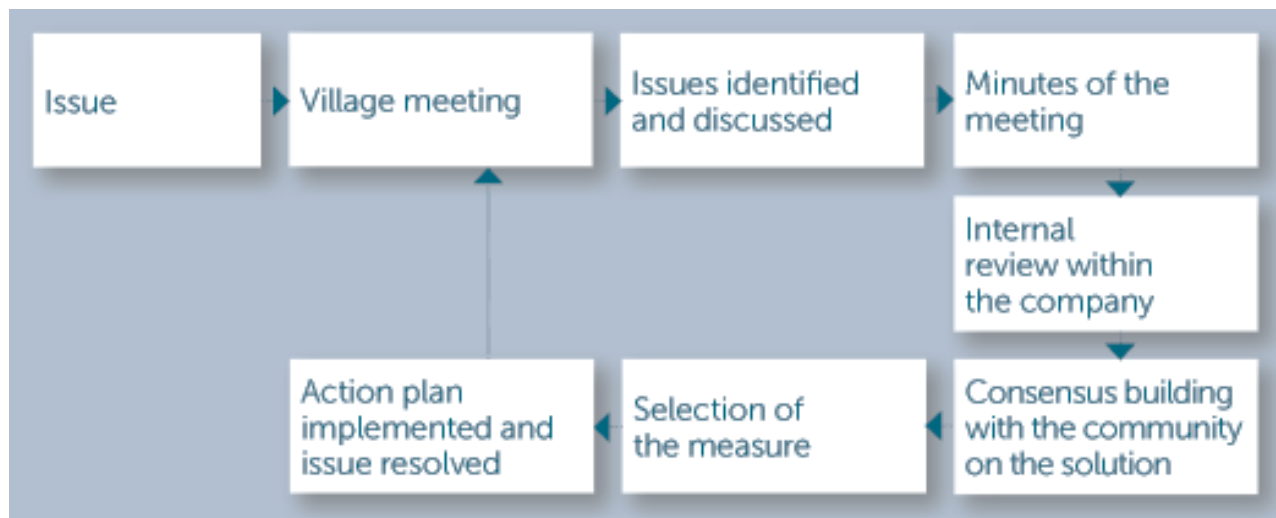 Issue
Village meeting
Issues identified
and discussed
Minutes of the
meeting
Internal
review within
the company
Consensus building
with the community
on the solution
Selection of
the measure
Action plan
implemented and
issue resolved